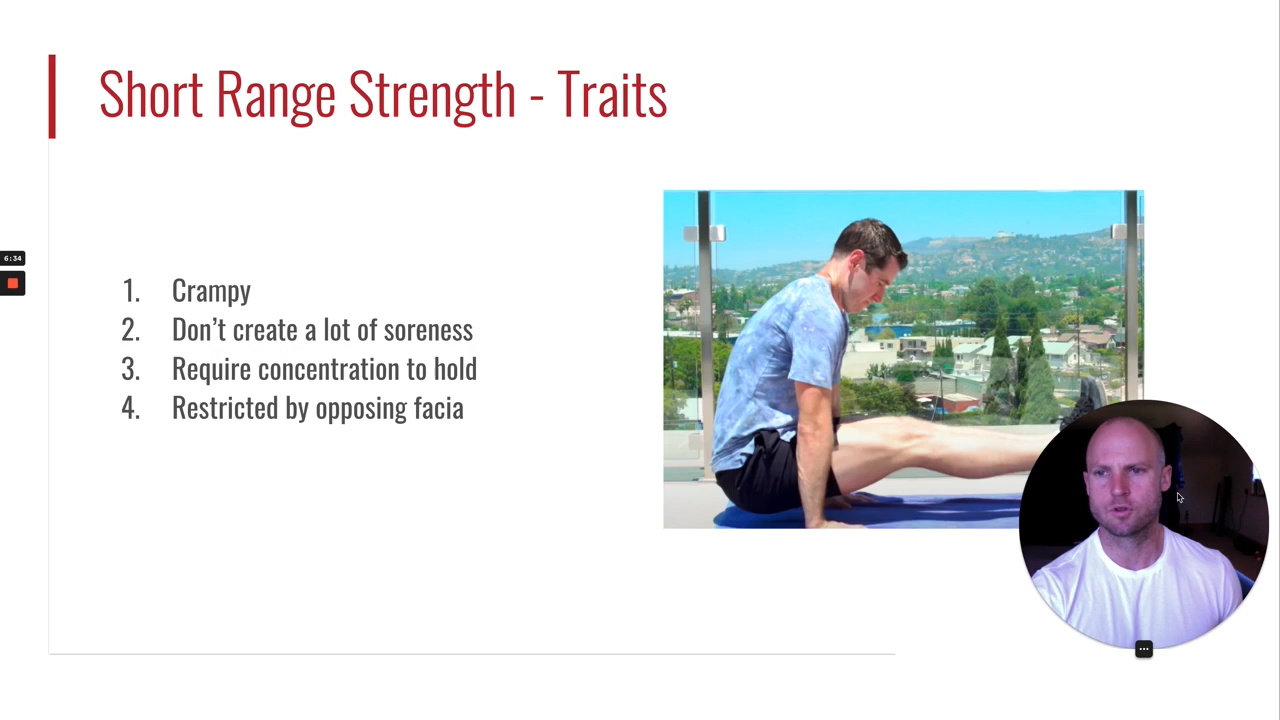 Short Range Strength - Traits
6:34
1. Crampy
2. Don't create a lot of soreness
3. Require concentration to hold
4. Restricted by opposing facia